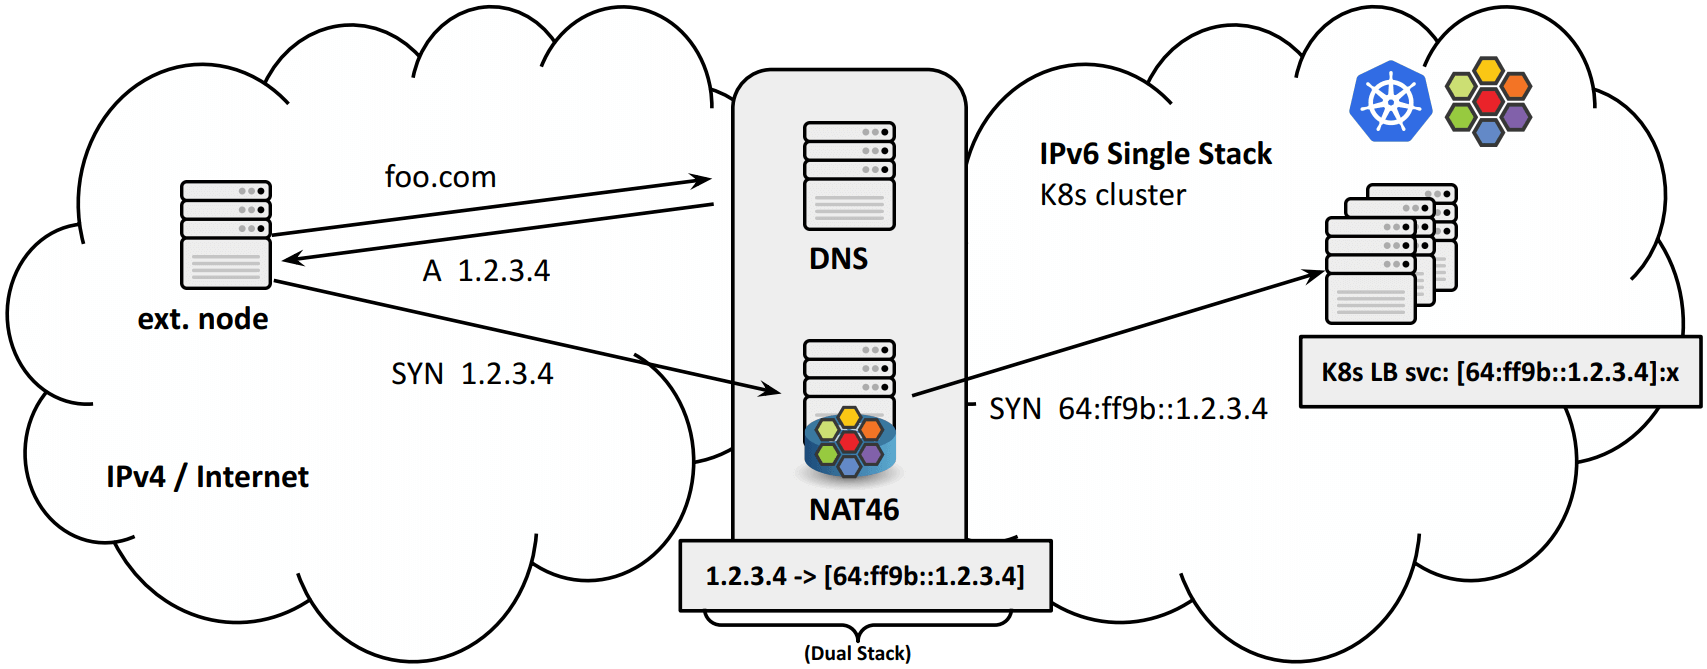 foo.com
A 1.2.3.4
ext. node
SYN 1.2.3.4
IPv4 / Internet
DNS
NAT46
1.2.3.4 -> [64:ff9b::1.2.3.4]
(Dual Stack)
IPv6 Single Stack
K8s cluster
SYN 64:ff9b::1.2.3.4
K8s LB svc: [64:ff9b::1.2.3.4]:x